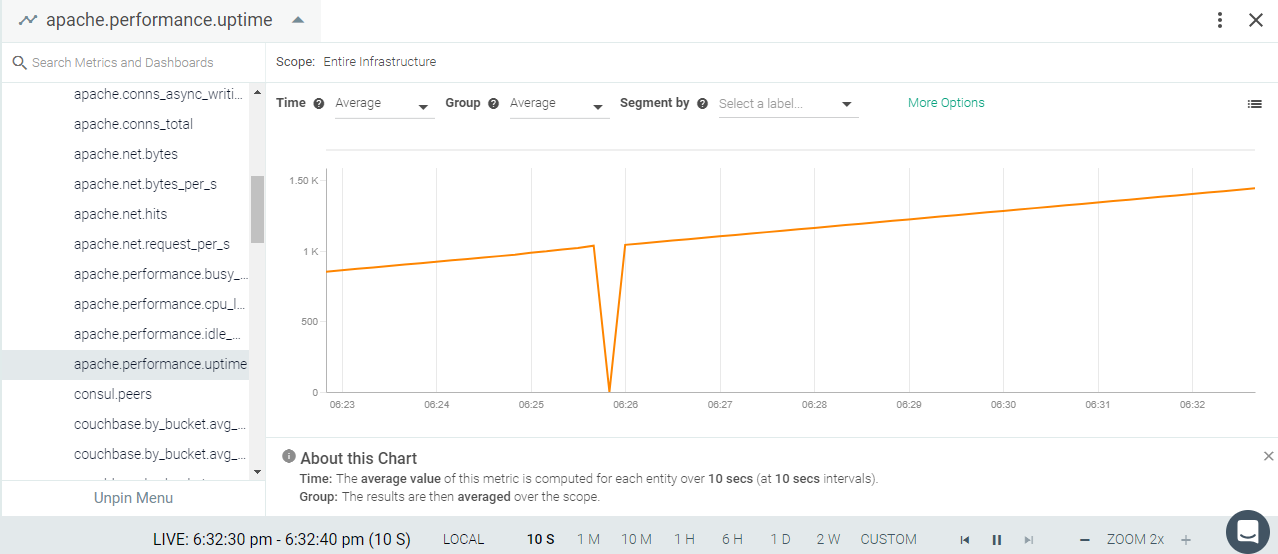 apache.performance.uptime
Search Metrics and Dashboards
Scope: Entire Infrastructure
apache.conns_async_writi...
apache.conns_total
apache.net.bytes
apache.net.bytes_per_s
apache.net.hits
apache.net.request_per_s
apache.performance.busy_...
apache.performance.cpu_l...
apache.performance.idle_...
apache.performance.uptime
consul.peers
couchbase.by_bucket.avg_...
couchbase.by_bucket.avg_...
Unpin Menu
Time ? Average Group ? Average Segment by ? Select a label... More Options
1.50 K
1 K
500
0
06:23 06:24 06:25 06:26 06:27 06:28 06:29 06:30 06:31 06:32
About this Chart
Time: The average value of this metric is computed for each entity over 10 secs (at 10 secs intervals).
Group: The results are then averaged over the scope.
LIVE: 6:32:30 pm - 6:32:40 pm (10 S) LOCAL 10 S 1 M 10 M 1 H 6 H 1 D 2 W CUSTOM ZOOM 2x